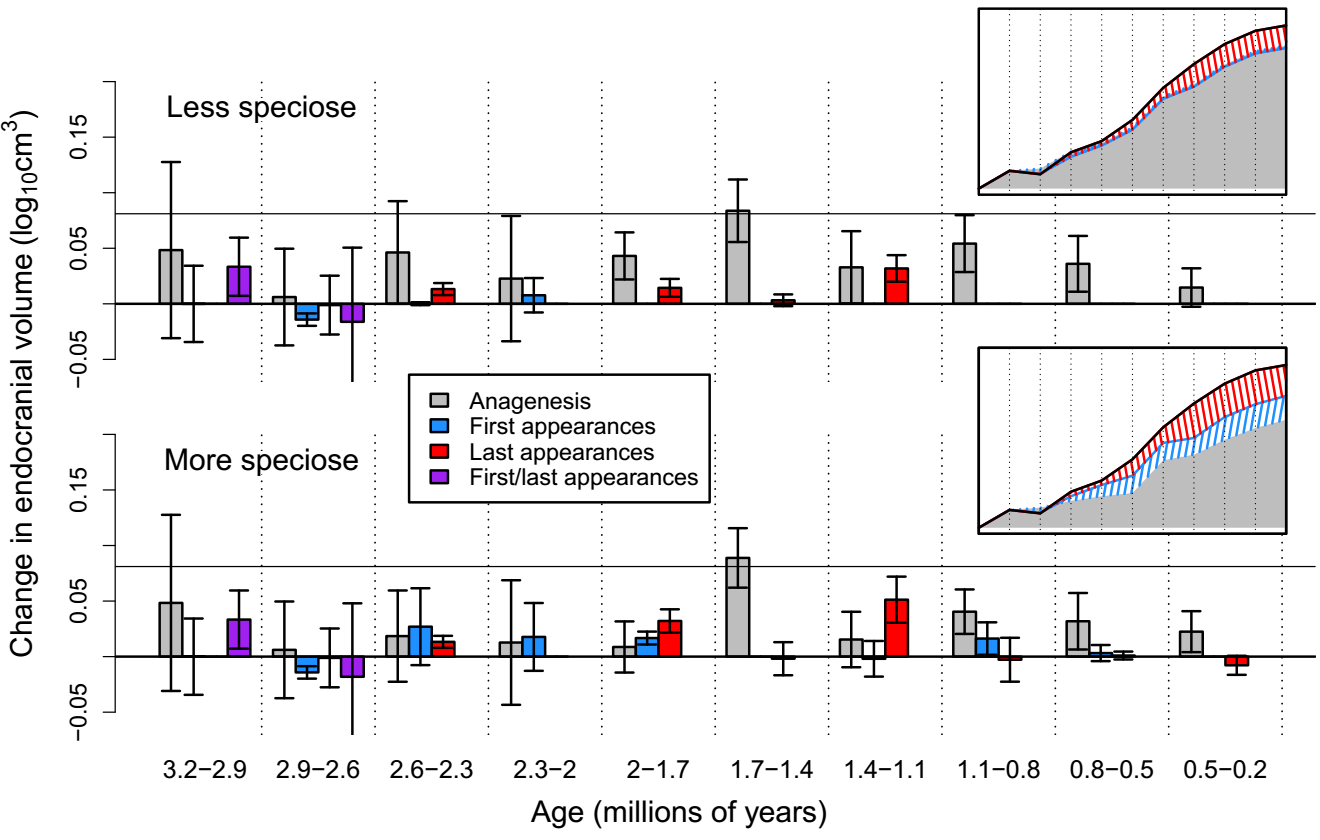 Change in endocranial volume (log₁₀cm³)
Less speciose
0.15
0.05
−0.05
Anagenesis
First appearances
Last appearances
First/last appearances
More speciose
0.15
0.05
−0.05
3.2−2.9 2.9−2.6 2.6−2.3 2.3−2 2−1.7 1.7−1.4 1.4−1.1 1.1−0.8 0.8−0.5 0.5−0.2
Age (millions of years)